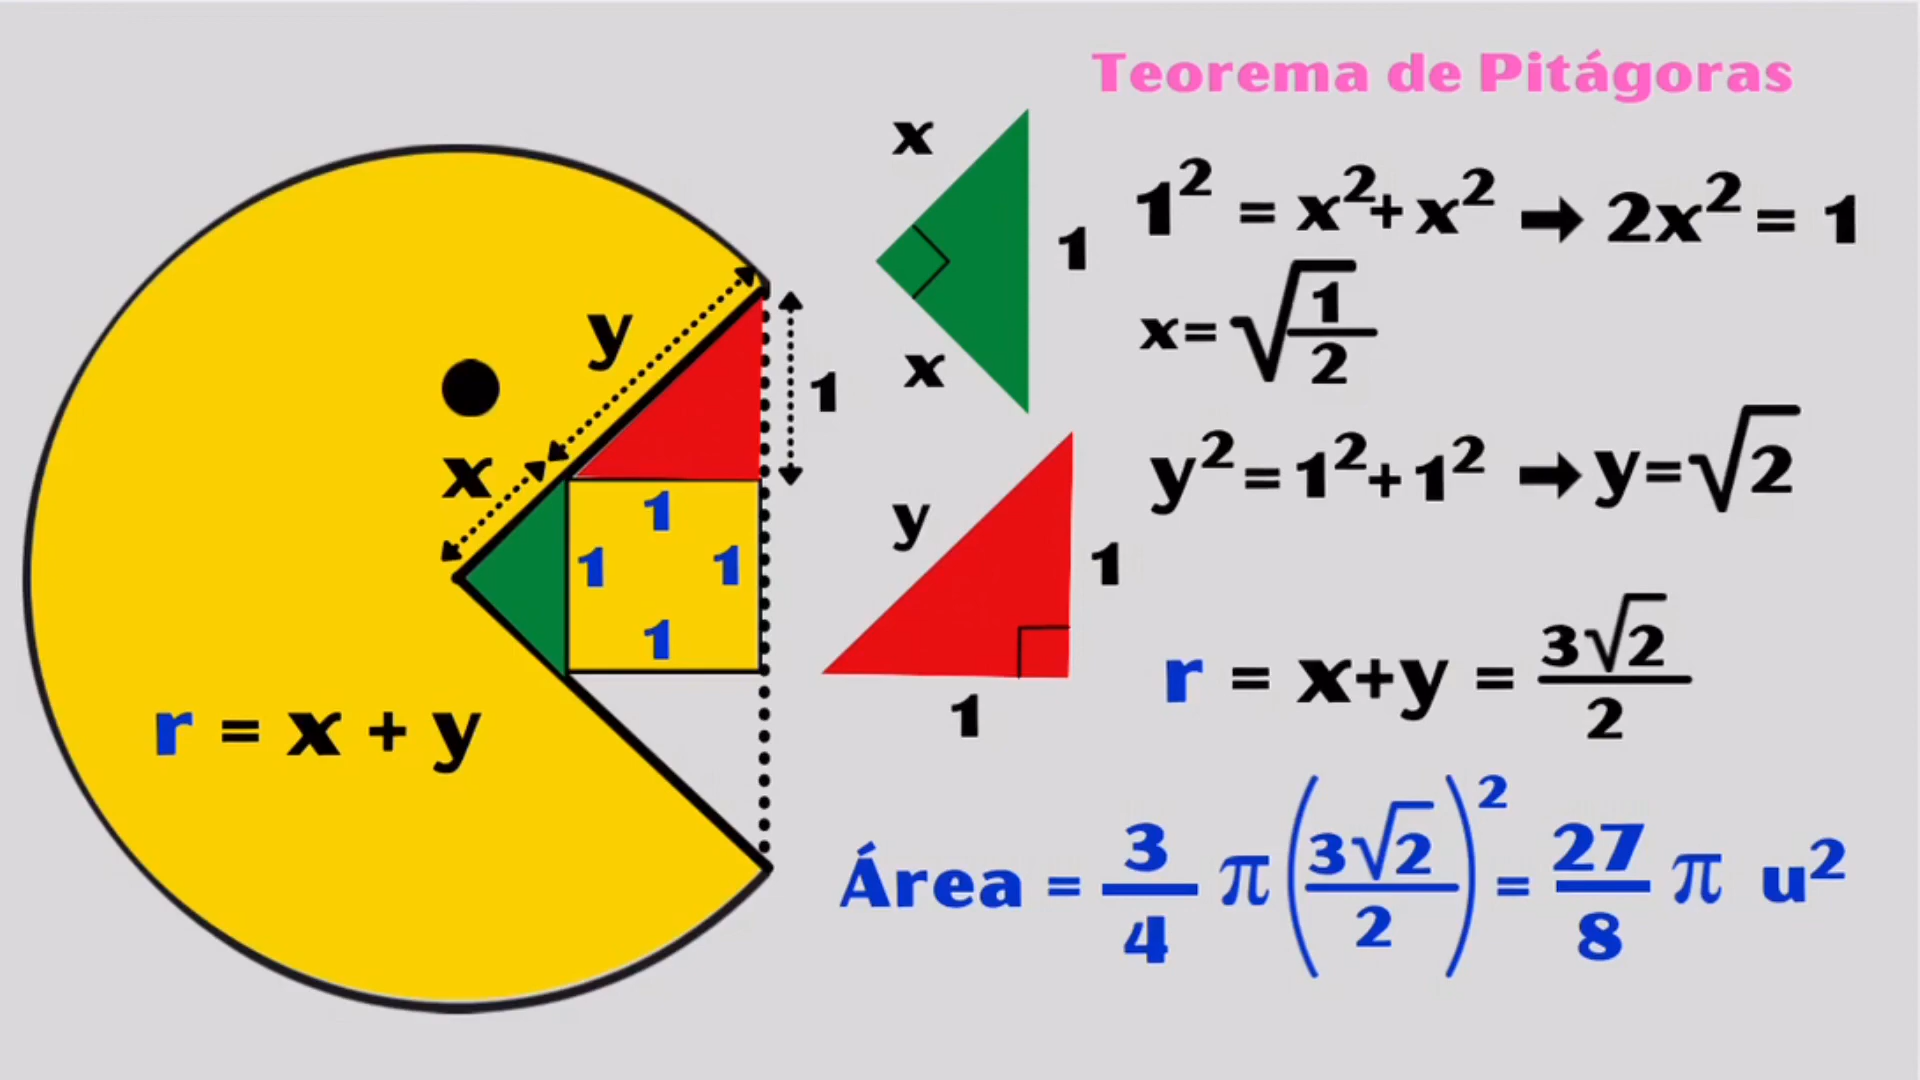 Teorema de Pitágoras
x
1
x
1² = x²+x² ➡ 2x² = 1
x=√(1/2)
y
1
x
1
1 1
1
r = x + y
y
1
1
y²=1²+1² ➡ y=√2
r = x+y = 3√2/2
Área = 3/4 π(3√2/2)² = 27/8 π u²